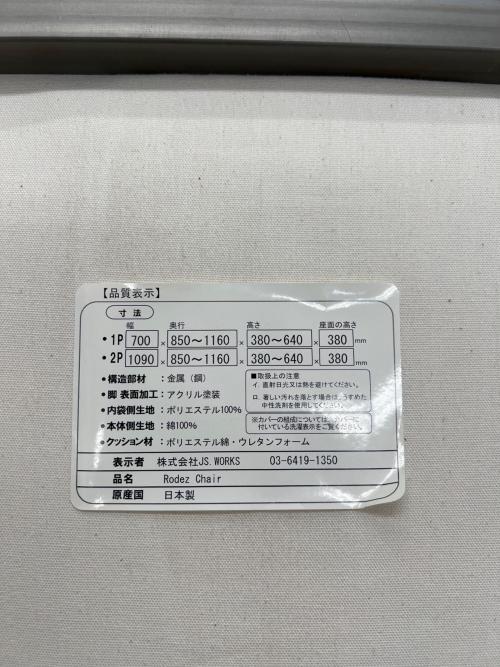 【品質表示】
寸法
幅 奥行 高さ 座面の高さ
・1P 700 × 850〜1160 × 380〜640 × 380 mm
・2P 1090 × 850〜1160 × 380〜640 × 380 mm
・構造部材 :金属(鋼)
・脚 表面加工:アクリル塗装
・内袋側生地:ポリエステル100%
・本体側生地:綿100%
・クッション材:ポリエステル綿・ウレタンフォーム
■取扱上の注意
イ. 直射日光又は熱を避けてください。
ロ. 著しい汚れを落とす場合は、うすめた
中性洗剤を使用してください。
※カバーの組成については、カバーに
付いている洗濯表示をご覧ください。
表示者 株式会社JS.WORKS 03-6419-1350
品名 Rodez Chair
原産国 日本製